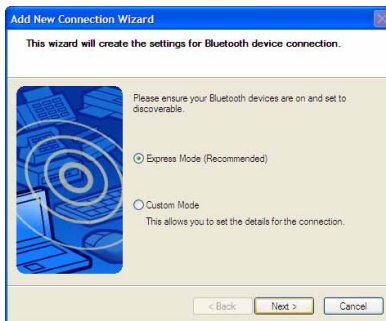 Add New Connection Wizard
This wizard will create the settings for Bluetooth device connection.
Please ensure your Bluetooth devices are on and set to
discoverable.
Express Mode (Recommended)
Custom Mode
This allows you to set the details for the connection.
< Back
Next >
Cancel